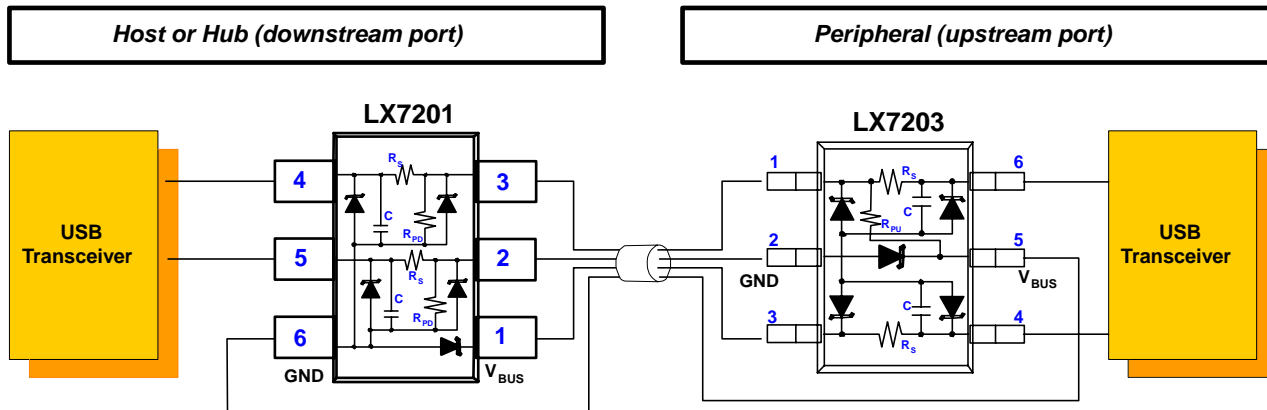 Host or Hub (downstream port)
Peripheral (upstream port)
LX7201
LX7203
USB
Transceiver
4
5
6
GND
RS
C
RPD
RS
C
RPD
3
2
1
VBUS
1
2
GND
3
RS
C
RPU
C
RS
6
5
VBUS
4
USB
Transceiver